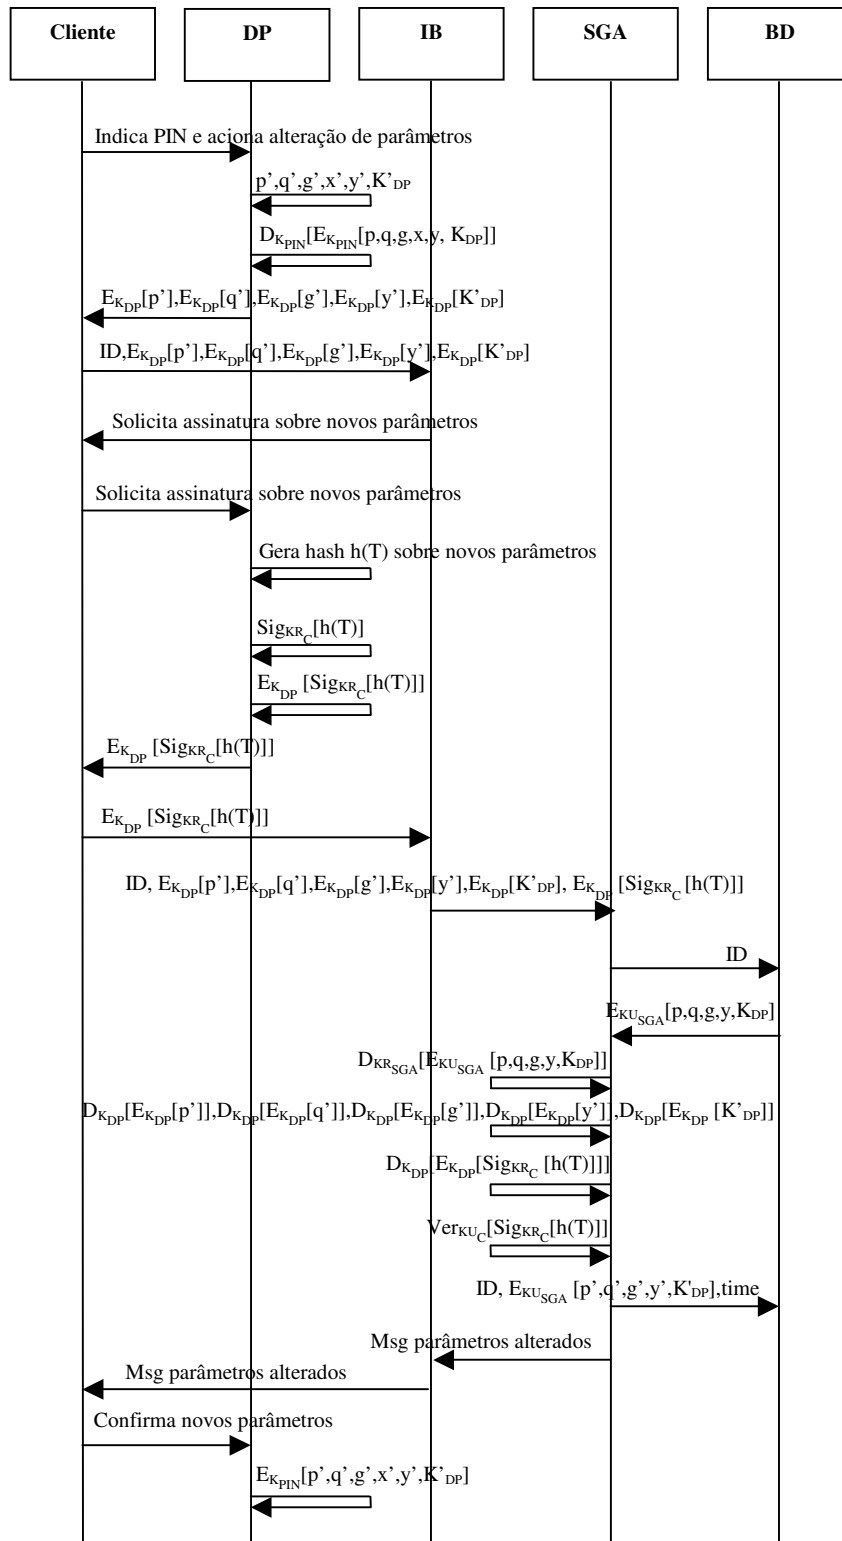 Cliente DP IB SGA BD
Indica PIN e aciona alteração de parâmetros
p’,q’,g’,x’,y’,K’DP
DKPIN[EKPIN[p,q,g,x,y, KDP]]
EKDP[p’],EKDP[q’],EKDP[g’],EKDP[y’],EKDP[K’DP]
ID,EKDP[p’],EKDP[q’],EKDP[g’],EKDP[y’],EKDP[K’DP]
Solicita assinatura sobre novos parâmetros
Solicita assinatura sobre novos parâmetros
Gera hash h(T) sobre novos parâmetros
SigKRC[h(T)]
EKDP [SigKRC[h(T)]]
EKDP [SigKRC[h(T)]]
EKDP [SigKRC[h(T)]]
ID, EKDP[p’],EKDP[q’],EKDP[g’],EKDP[y’],EKDP[K’DP], EKDP [SigKRC [h(T)]]
ID
EKUSGA[p,q,g,y,KDP]
DKRSGA[EKUSGA [p,q,g,y,KDP]]
DKDP[EKDP[p’]],DKDP[EKDP[q’]],DKDP[EKDP[g’]],DKDP[EKDP[y’]],DKDP[EKDP [K’DP]]
DKDP[EKDP[SigKRC [h(T)]]]
VerKUC[SigKRC[h(T)]]
ID, EKUSGA [p’,q’,g’,y’,K'DP],time
Msg parâmetros alterados
Msg parâmetros alterados
Confirma novos parâmetros
EKPIN[p’,q’,g’,x’,y’,K’DP]